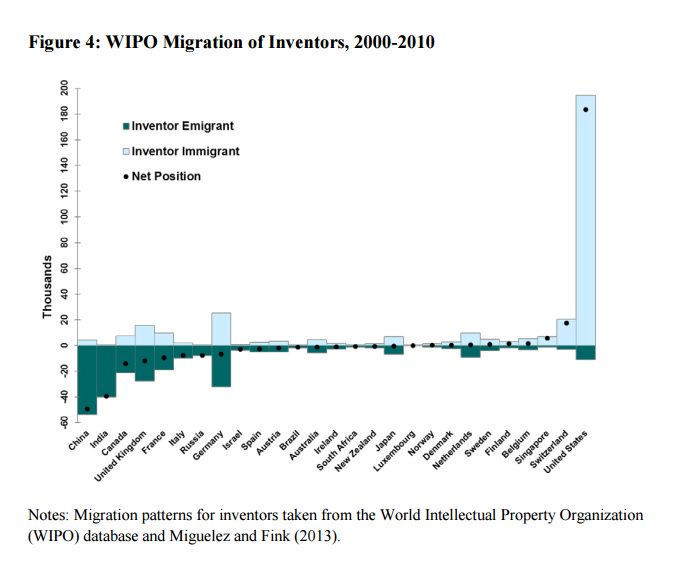 Figure 4: WIPO Migration of Inventors, 2000-2010
200
180
160
140
120
100
80
60
40
20
0
-20
-40
-60
Thousands
Inventor Emigrant
Inventor Immigrant
Net Position
China
India
Canada
United Kingdom
France
Italy
Russia
Germany
Israel
Spain
Austria
Brazil
Australia
Ireland
South Africa
New Zealand
Japan
Luxembourg
Norway
Denmark
Netherlands
Sweden
Finland
Belgium
Singapore
Switzerland
United States
Notes: Migration patterns for inventors taken from the World Intellectual Property Organization
(WIPO) database and Miguelez and Fink (2013).